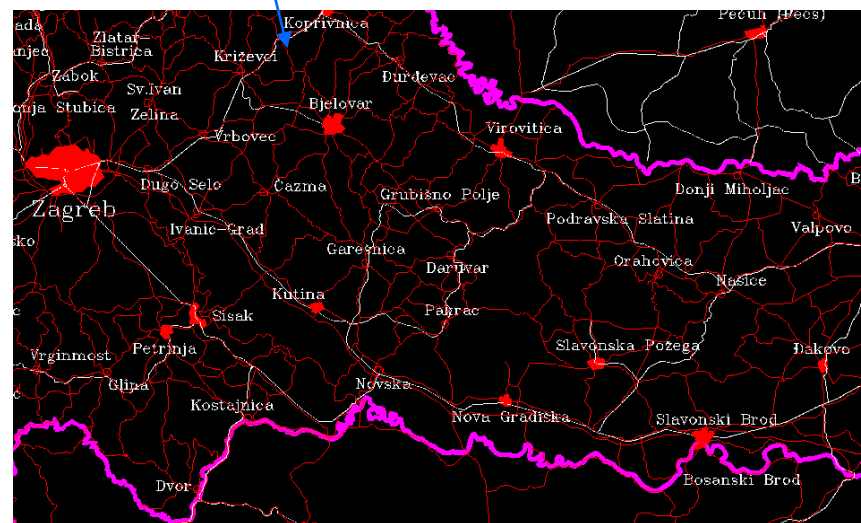 Pečuh (Pecs)
Koprivnica
Zlatar-
Bistrica
Križevci
Zabok
Sv.Ivan
Zelina
Đurđevac
Bjelovar
Stubica
Vrbovec
Virovitica
Dugo Selo
Čazma
Grubišno Polje
Donji Miholjac
Zagreb
Ivanic-Grad
Podravska Slatina
Valpovo
Garešnica
Daruvar
Orahovica
Našice
Kutina
Pakrac
Sisak
Petrinja
Slavonska Požega
Đakovo
Vrginmost
Glina
Novska
Kostajnica
Nova Gradiška
Slavonski Brod
Dvor
Bosanski Brod